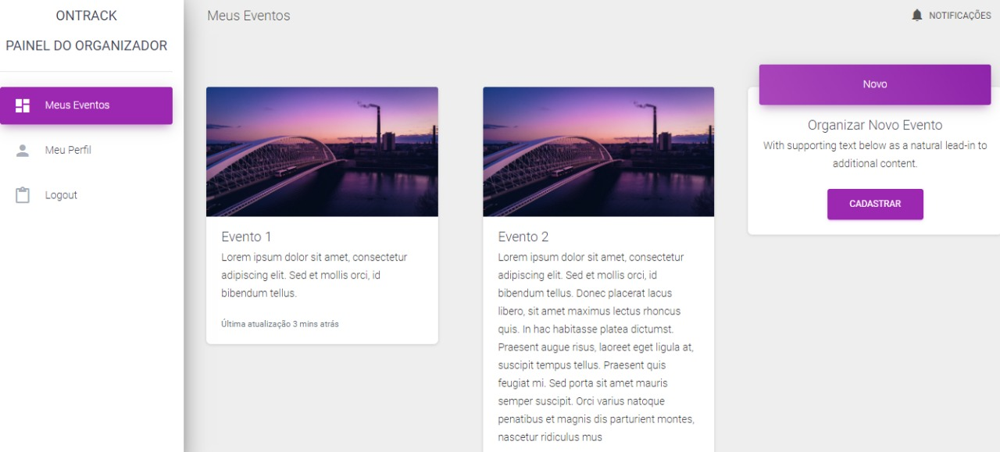 ONTRACK
PAINEL DO ORGANIZADOR
Meus Eventos
Meu Perfil
Logout
Meus Eventos
NOTIFICAÇÕES
Evento 1
Lorem ipsum dolor sit amet, consectetur
adipiscing elit. Sed et mollis orci, id
bibendum tellus.
Última atualização 3 mins atrás
Evento 2
Lorem ipsum dolor sit amet, consectetur
adipiscing elit. Sed et mollis orci, id
bibendum tellus. Donec placerat lacus
libero, sit amet maximus lectus rhoncus
quis. In hac habitasse platea dictumst.
Praesent augue risus, laoreet eget ligula at,
suscipit tempus tellus. Praesent quis
feugiat mi. Sed porta sit amet mauris
semper suscipit. Orci varius natoque
penatibus et magnis dis parturient montes,
nascetur ridiculus mus
Novo
Organizar Novo Evento
With supporting text below as a natural lead-in to
additional content.
CADASTRAR